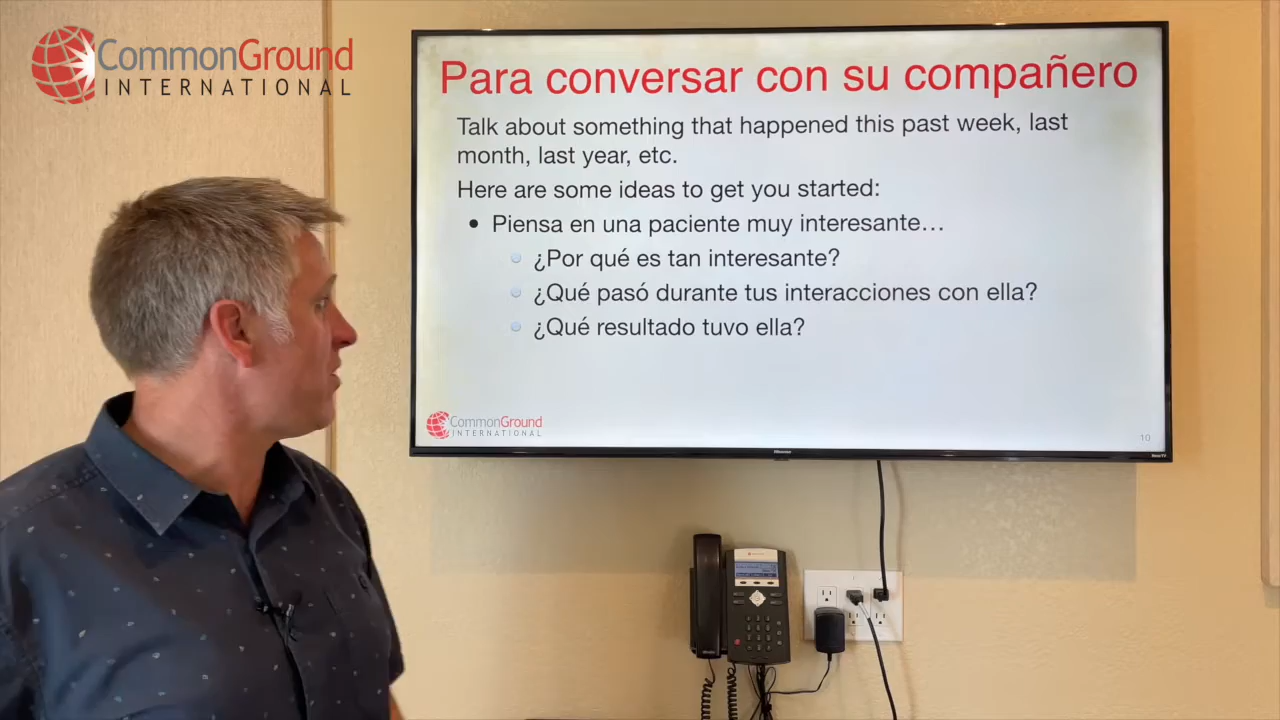 CommonGround
INTERNATIONAL
Para conversar con su compañero
Talk about something that happened this past week, last
month, last year, etc.
Here are some ideas to get you started:
• Piensa en una paciente muy interesante…
¿Por qué es tan interesante?
¿Qué pasó durante tus interacciones con ella?
¿Qué resultado tuvo ella?
CommonGround
INTERNATIONAL
10
Hisense